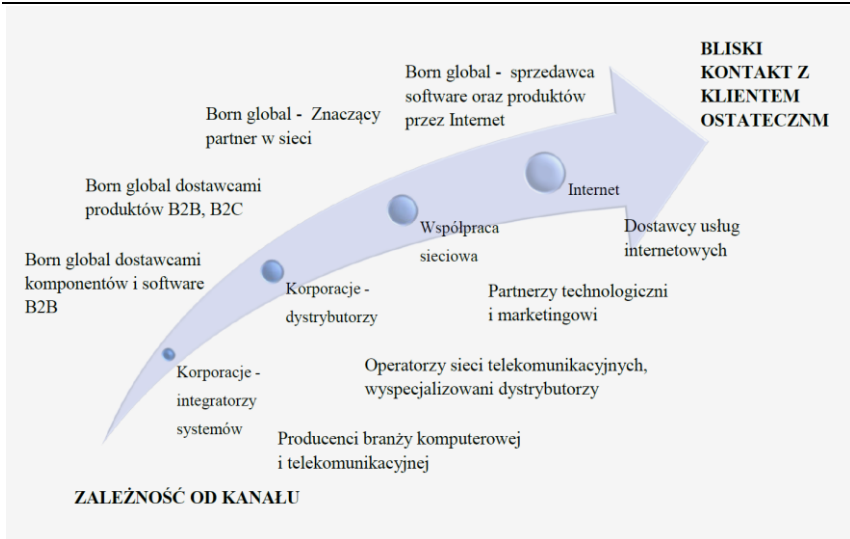 BLISKI
KONTAKT Z
KLIENTEM
OSTATECZNM
Born global -  sprzedawca
software oraz produktów
przez Internet
Born global -  Znaczący
partner w sieci
Born global dostawcami
produktów B2B, B2C
Born global dostawcami
komponentów i software
B2B
Internet
Współpraca
sieciowa
Korporacje -
dystrybutorzy
Korporacje -
integratorzy
systemów
Dostawcy usług
internetowych
Partnerzy technologiczni
i marketingowi
Operatorzy sieci telekomunikacyjnych,
wyspecjalizowani dystrybutorzy
Producenci branży komputerowej
i telekomunikacyjnej
ZALEŻNOŚĆ OD KANAŁU